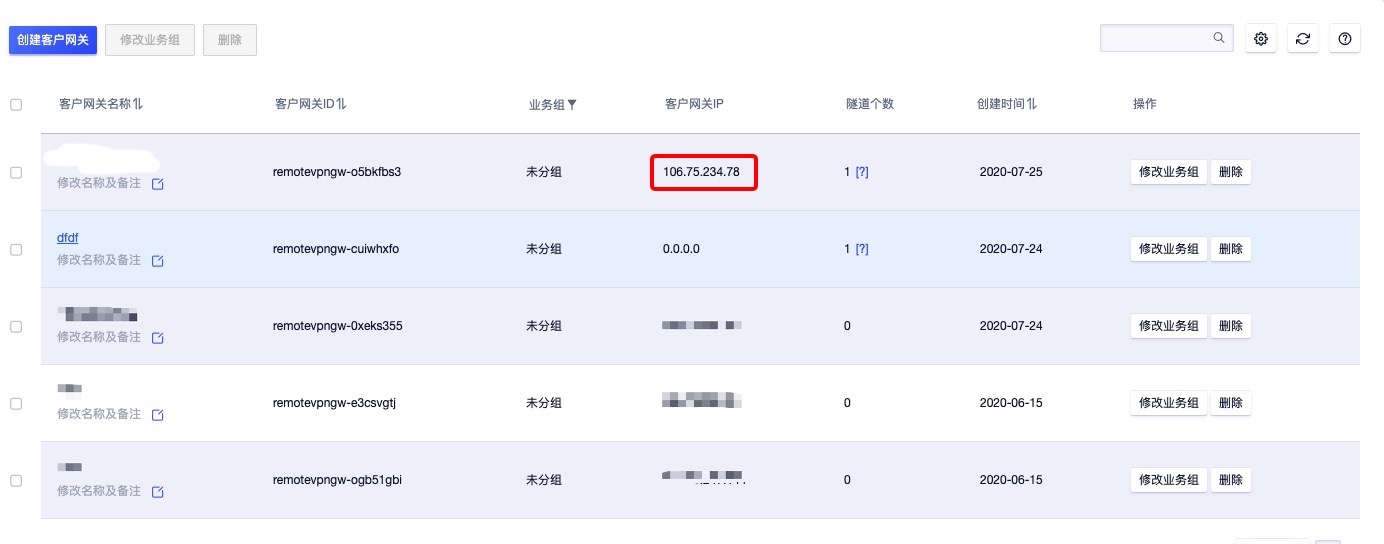 创建客户网关 修改业务组 删除
客户网关名称 客户网关ID 业务组 客户网关IP 隧道个数 创建时间 操作
remotevpngw-o5bkfbs3 未分组 106.75.234.78 1 [?] 2020-07-25 修改业务组 删除
修改名称及备注
dfdf
remotevpngw-cuiwhxfo 未分组 0.0.0.0 1 [?] 2020-07-24 修改业务组 删除
修改名称及备注
remotevpngw-0xeks355 未分组 0 2020-07-24 修改业务组 删除
修改名称及备注
remotevpngw-e3csvgtj 未分组 0 2020-06-15 修改业务组 删除
修改名称及备注
remotevpngw-ogb51gbi 未分组 0 2020-06-15 修改业务组 删除
修改名称及备注